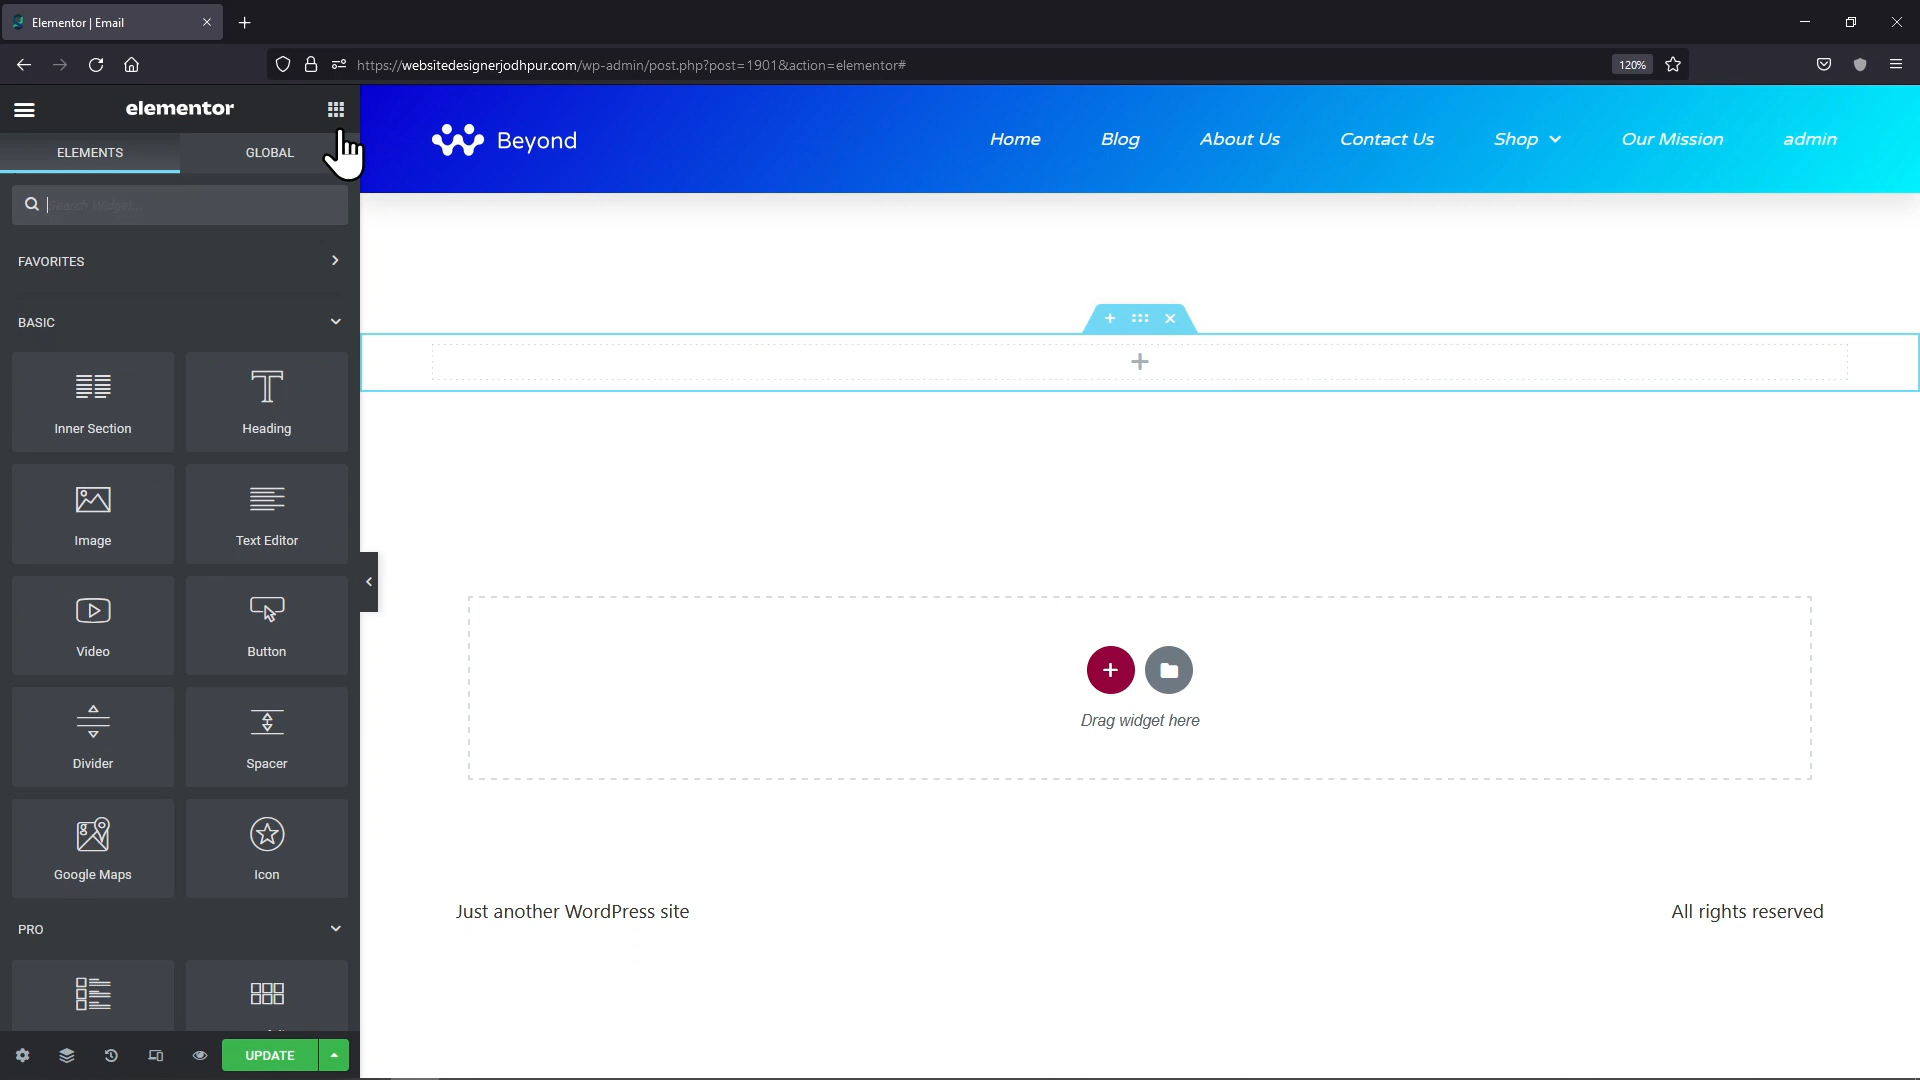 Elementor | Email
https://websitedesignerjodhpur.com/wp-admin/post.php?post=1901&action=elementor#
120%
elementor
ELEMENTS
GLOBAL
Search Widget...
FAVORITES
BASIC
Inner Section
Heading
Image
Text Editor
Video
Button
Divider
Spacer
Google Maps
Icon
PRO
UPDATE
Beyond
Home
Blog
About Us
Contact Us
Shop
Our Mission
admin
Drag widget here
Just another WordPress site
All rights reserved